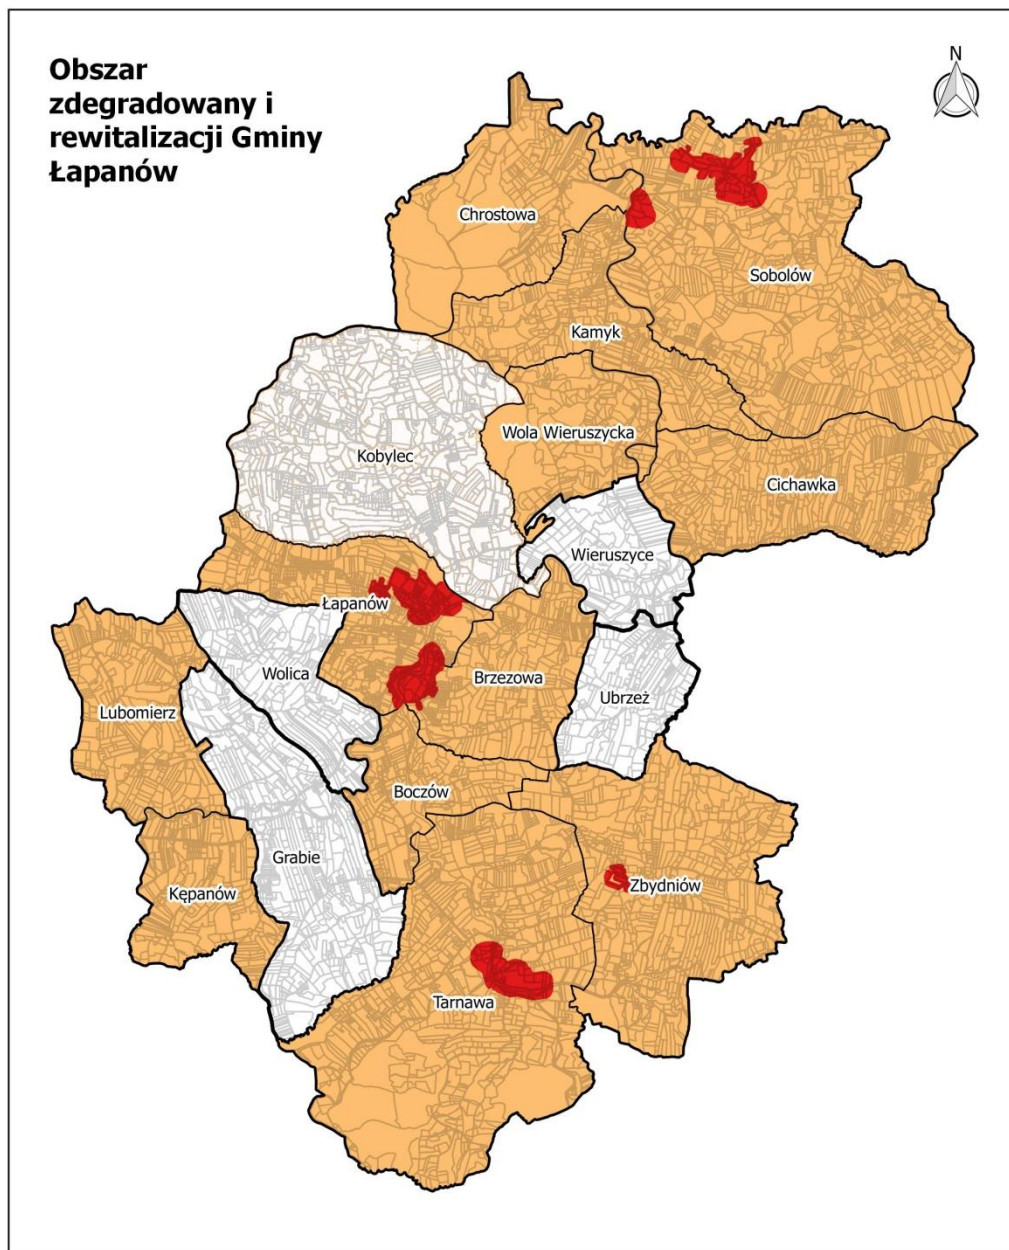 Obszar
zdegradowany i
rewitalizacji Gminy
Łapanów
N
Chrostowa
Sobolów
Kamyk
Wola Wieruszycka
Kobylec
Cichawka
Wieruszyce
Łapanów
Wolica
Brzezowa
Ubrzeż
Lubomierz
Boczów
Grabie
Zbydniów
Kępanów
Tarnawa